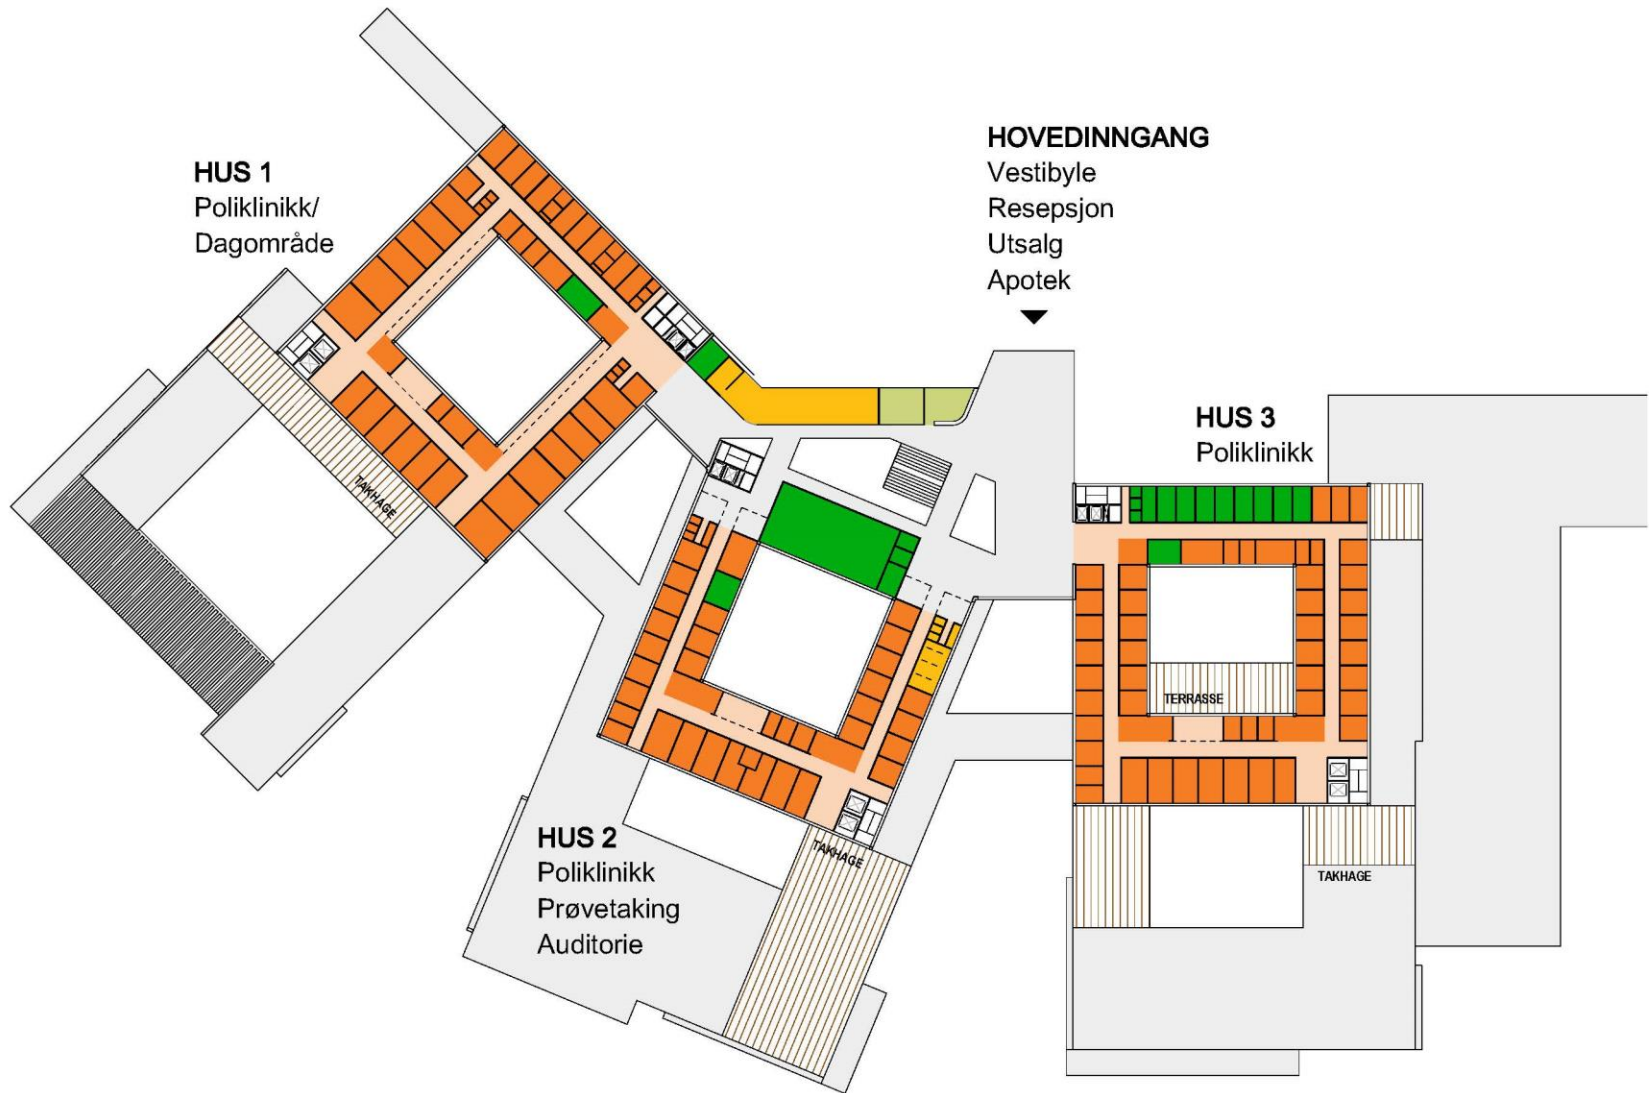 HUS 1
Poliklinikk/
Dagområde
HOVEDINNGANG
Vestibyle
Resepsjon
Utsalg
Apotek
HUS 3
Poliklinikk
TAKHAGE
TERRASSE
HUS 2
Poliklinikk
Prøvetaking
Auditorie
TAKHAGE
TAKHAGE